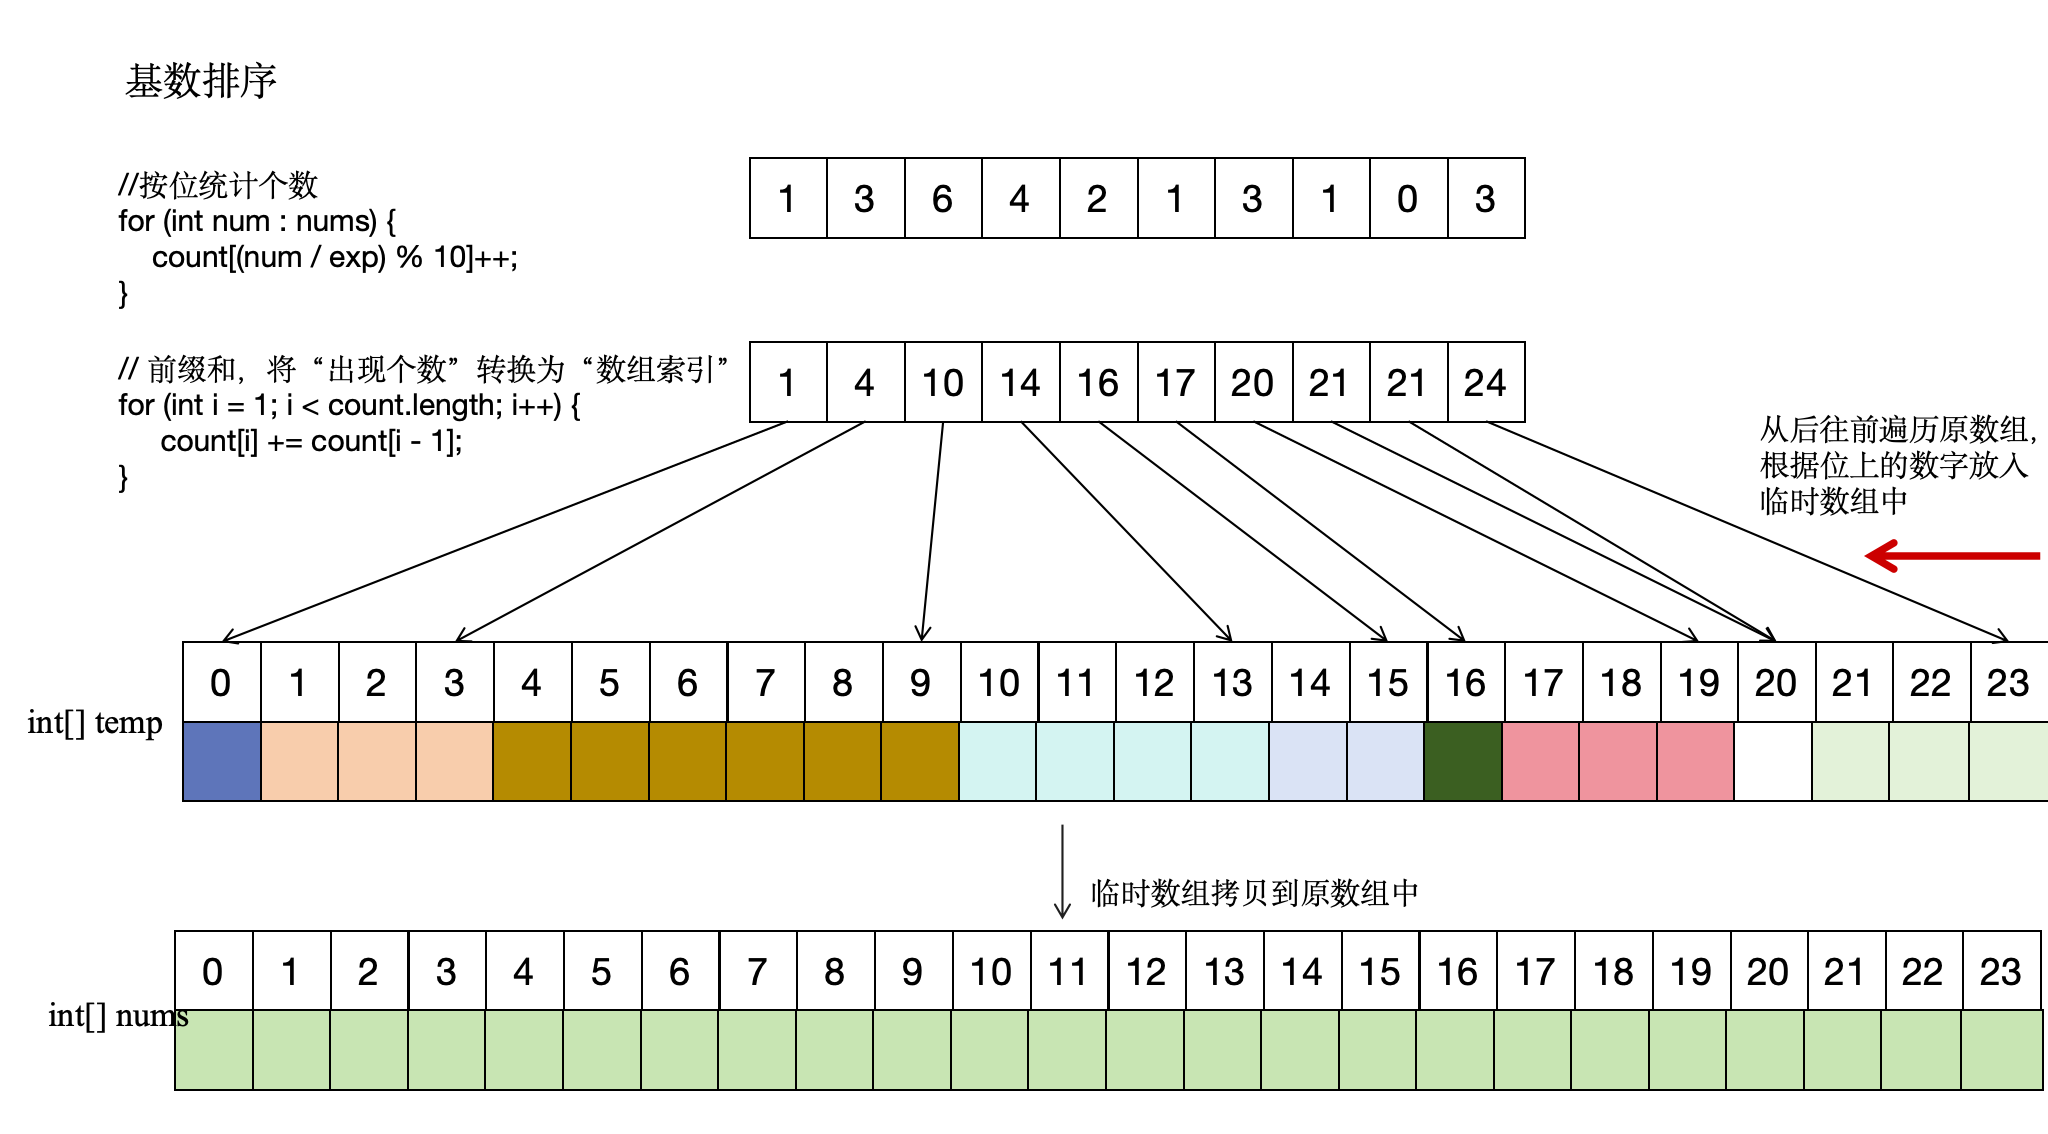 基数排序
//按位统计个数
for (int num : nums) {
count[(num / exp) % 10]++;
}
1 3 6 4 2 1 3 1 0 3
// 前缀和，将“出现个数”转换为“数组索引”
for (int i = 1; i < count.length; i++) {
count[i] += count[i - 1];
}
1 4 10 14 16 17 20 21 21 24
从后往前遍历原数组，
根据位上的数字放入
临时数组中
0 1 2 3 4 5 6 7 8 9 10 11 12 13 14 15 16 17 18 19 20 21 22 23
int[] temp
临时数组拷贝到原数组中
0 1 2 3 4 5 6 7 8 9 10 11 12 13 14 15 16 17 18 19 20 21 22 23
int[] nums